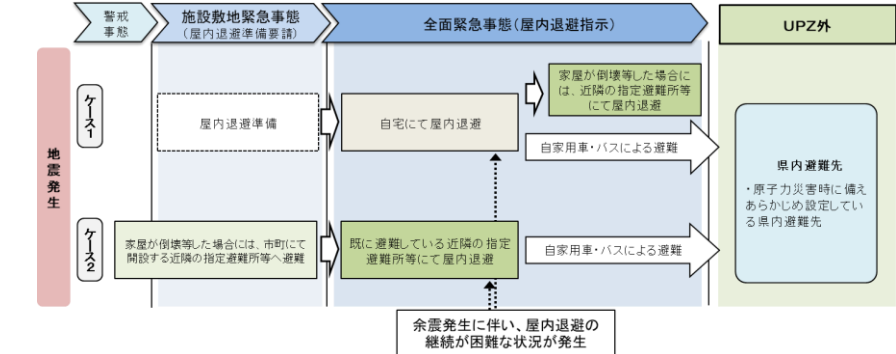 警戒
事態
施設敷地緊急事態
(屋内退避準備要請)
全面緊急事態(屋内退避指示)
UPZ外
地震発生
ケース1
屋内退避準備
自宅にて屋内退避
家屋が倒壊等した場合に
は、近隣の指定避難所等
にて屋内退避
自家用車・バスによる避難
県内避難先
・原子力災害時に備え
あらかじめ設定してい
る県内避難先
ケース2
家屋が倒壊等した場合には、市町にて
開設する近隣の指定避難所等へ避難
既に避難している近隣の指定
避難所等にて屋内退避
自家用車・バスによる避難
余震発生に伴い、屋内退避の
継続が困難な状況が発生